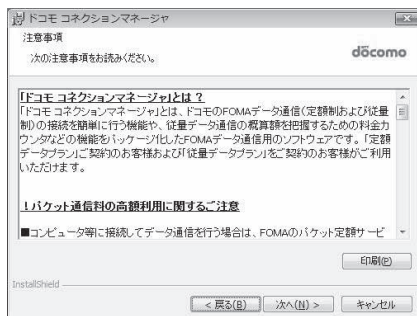 ドコモ コネクションマネージャ
注意事項
次の注意事項をお読みください。
döcomo
「ドコモ コネクションマネージャ」とは？
「ドコモ コネクションマネージャ」とは、ドコモのFOMAデータ通信（定額制および従量
制）の接続を簡単に行う機能や、従量データ通信の概算額を把握するための料金カ
ウンタなどの機能をパッケージ化したFOMAデータ通信用のソフトウェアです。「定額
データプラン」ご契約のお客様および「従量データプラン」をご契約のお客様がご利用
いただけます。
！パケット通信料の高額利用に関するご注意
■コンピュータ等に接続してデータ通信を行う場合は、FOMAのパケット定額サービ
印刷(P)
InstallShield
< 戻る(B)
次へ(N) >
キャンセル